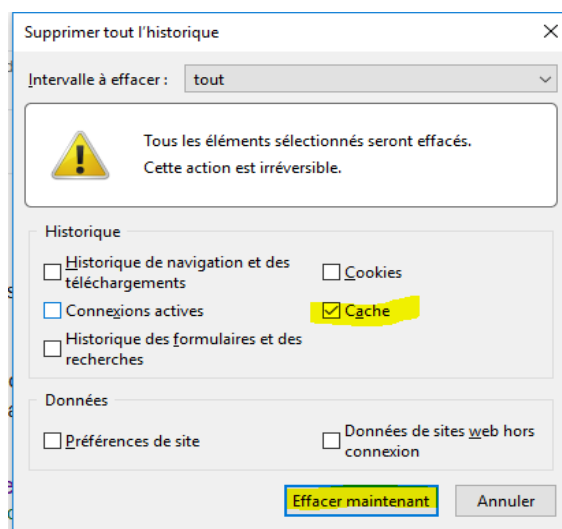 Supprimer tout l'historique
Intervalle à effacer : tout
Tous les éléments sélectionnés seront effacés.
Cette action est irréversible.
Historique
Historique de navigation et des
téléchargements
Cookies
Connexions actives
Cache
Historique des formulaires et des
recherches
Données
Préférences de site
Données de sites web hors
connexion
Effacer maintenant
Annuler